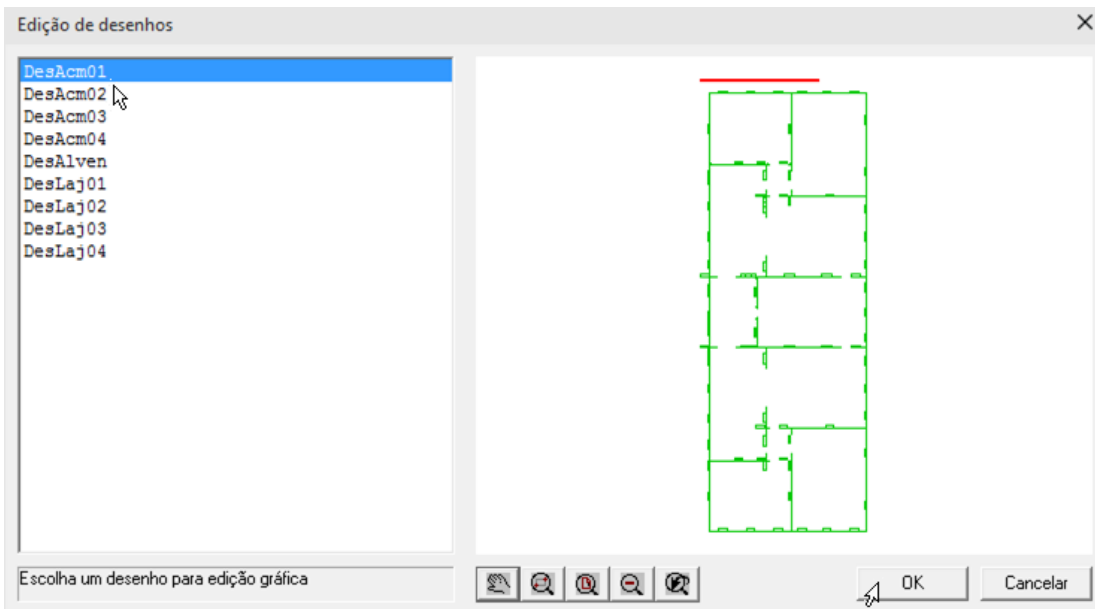 Edição de desenhos
DesAcm01
DesAcm02
DesAcm03
DesAcm04
DesAlven
DesLaj01
DesLaj02
DesLaj03
DesLaj04
Escolha um desenho para edição gráfica
OK
Cancelar